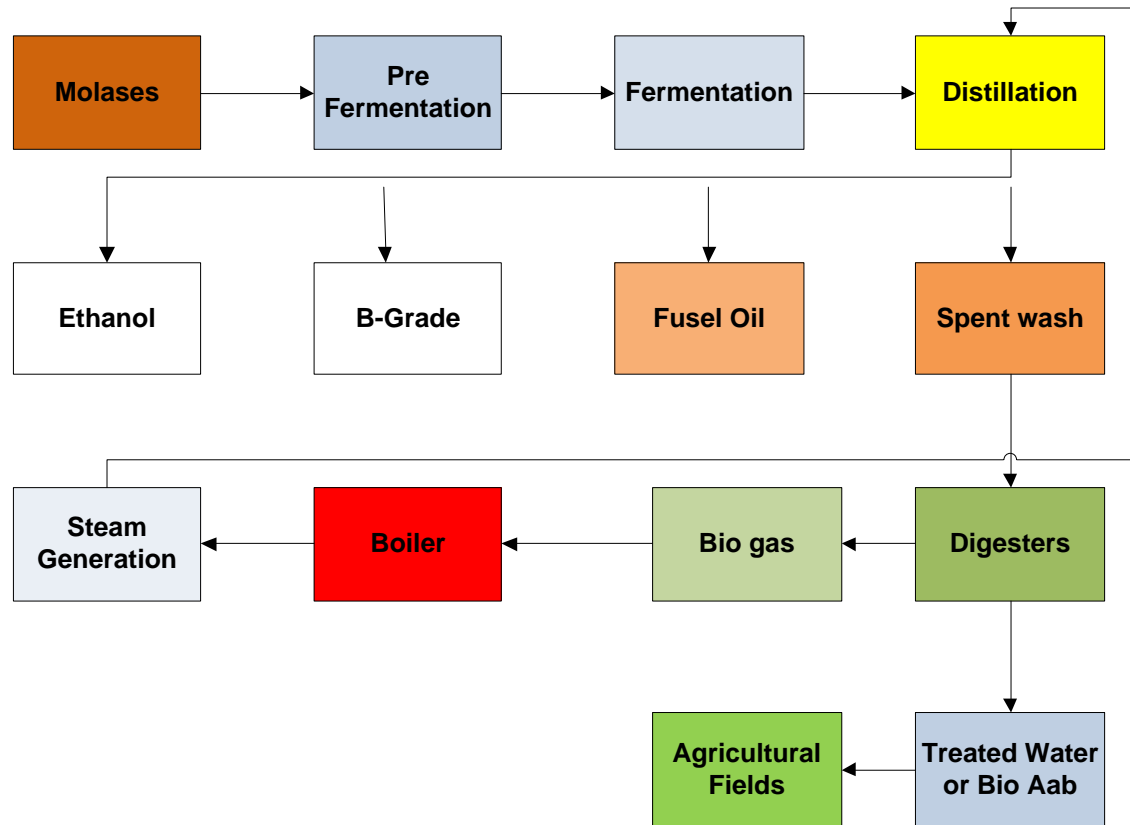 Molases
Pre
Fermentation
Fermentation
Distillation
Ethanol
B-Grade
Fusel Oil
Spent wash
Steam
Generation
Boiler
Bio gas
Digesters
Agricultural
Fields
Treated Water
or Bio Aab